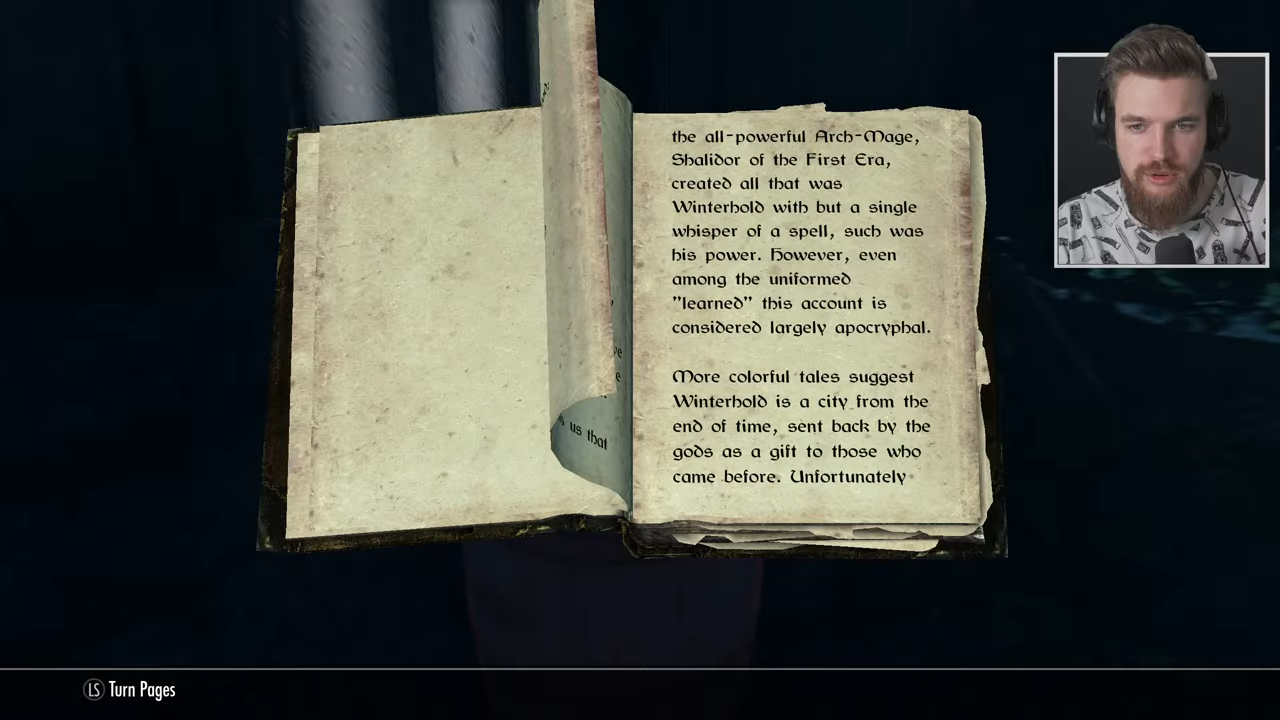 us that
the all-powerful Arch-Mage,
Shalidor of the First Era,
created all that was
Winterhold with but a single
whisper of a spell, such was
his power. However, even
among the uniformed
"learned" this account is
considered largely apocryphal.
More colorful tales suggest
Winterhold is a city from the
end of time, sent back by the
gods as a gift to those who
came before. Unfortunately
LS Turn Pages